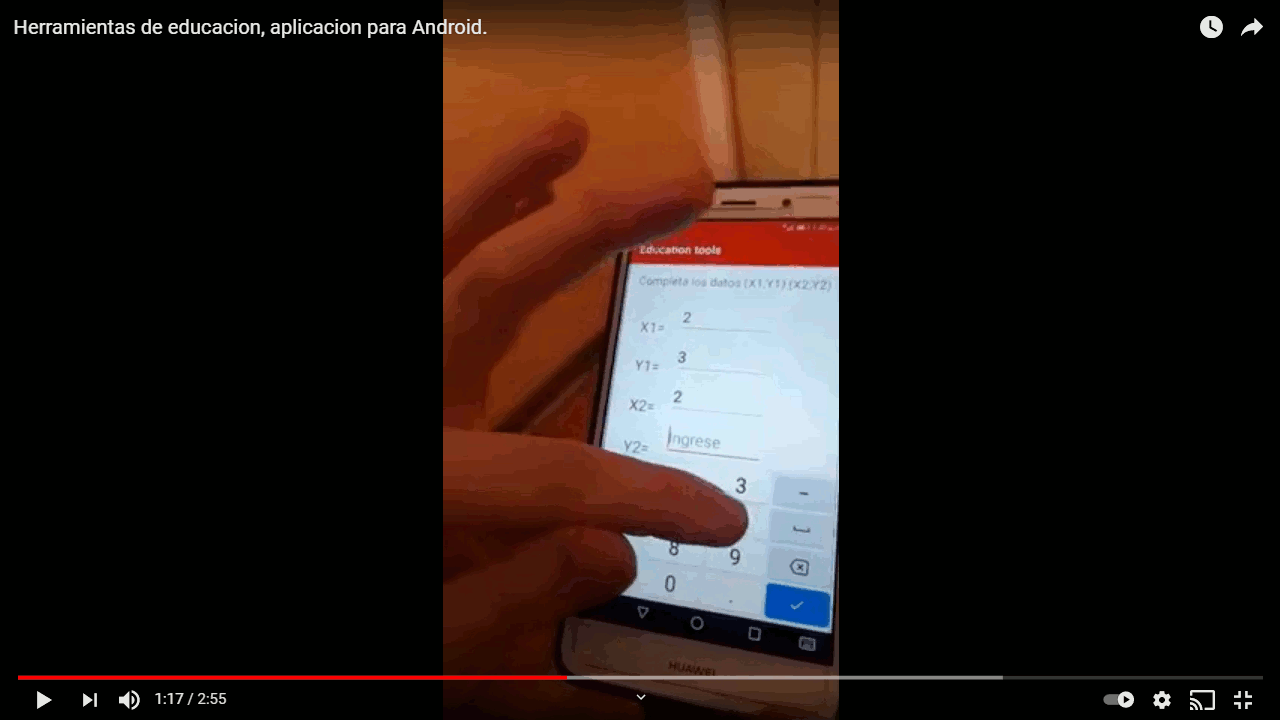 Herramientas de educacion, aplicacion para Android.
Education tools
Completa los datos (X1,Y1) (X2,Y2)
X1= 2
Y1= 3
X2= 2
Y2= Ingrese
3 -
8 9
0 .
HUAWEI
1:17 / 2:55